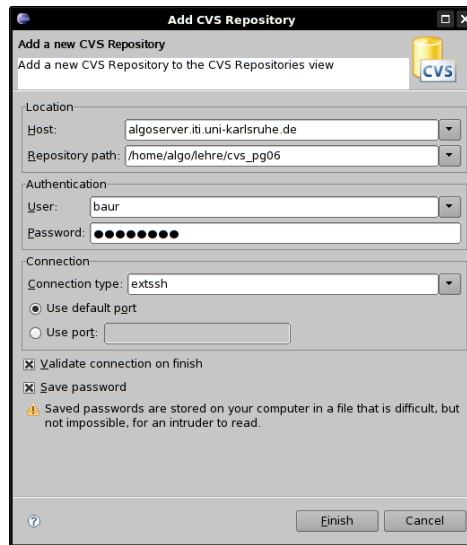 Add CVS Repository
Add a new CVS Repository
Add a new CVS Repository to the CVS Repositories view
CVS
Location
Host: algoserver.iti.uni-karlsruhe.de
Repository path: /home/algo/lehre/cvs_pg06
Authentication
User: baur
Password: ●●●●●●●●
Connection
Connection type: extssh
Use default port
Use port:
Validate connection on finish
Save password
Saved passwords are stored on your computer in a file that is difficult, but
not impossible, for an intruder to read.
? Finish Cancel